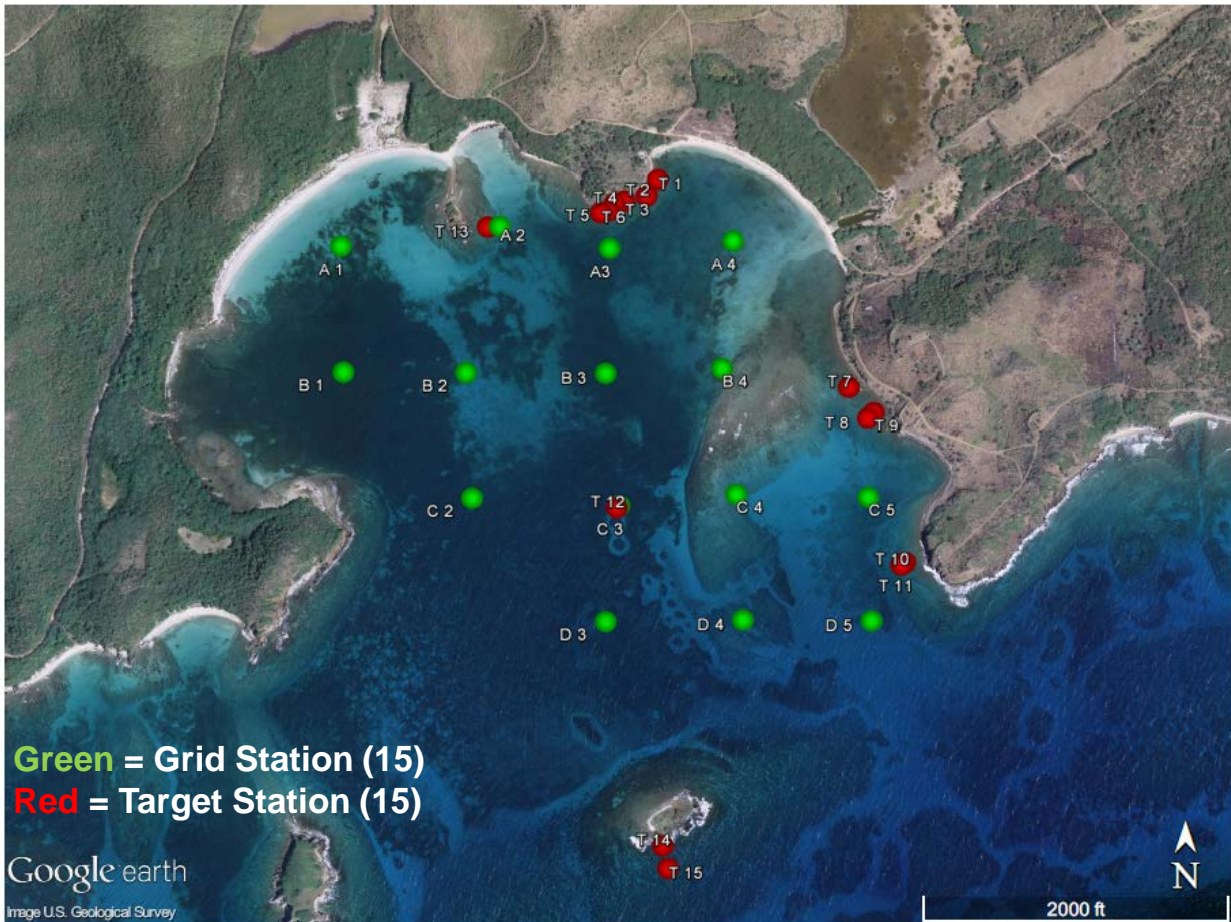 T 1
T 2
T 4
T 3
T 5
T 6
T 13
A 2
A 1
A3
A 4
B 1
B 2
B 3
B 4
T 7
T 8
T 9
C 2
T 12
C 3
C 4
C 5
T 10
T 11
D 3
D 4
D 5
Green = Grid Station (15)
Red = Target Station (15)
T 14
T 15
Google earth
N
Image U.S. Geological Survey
2000 ft